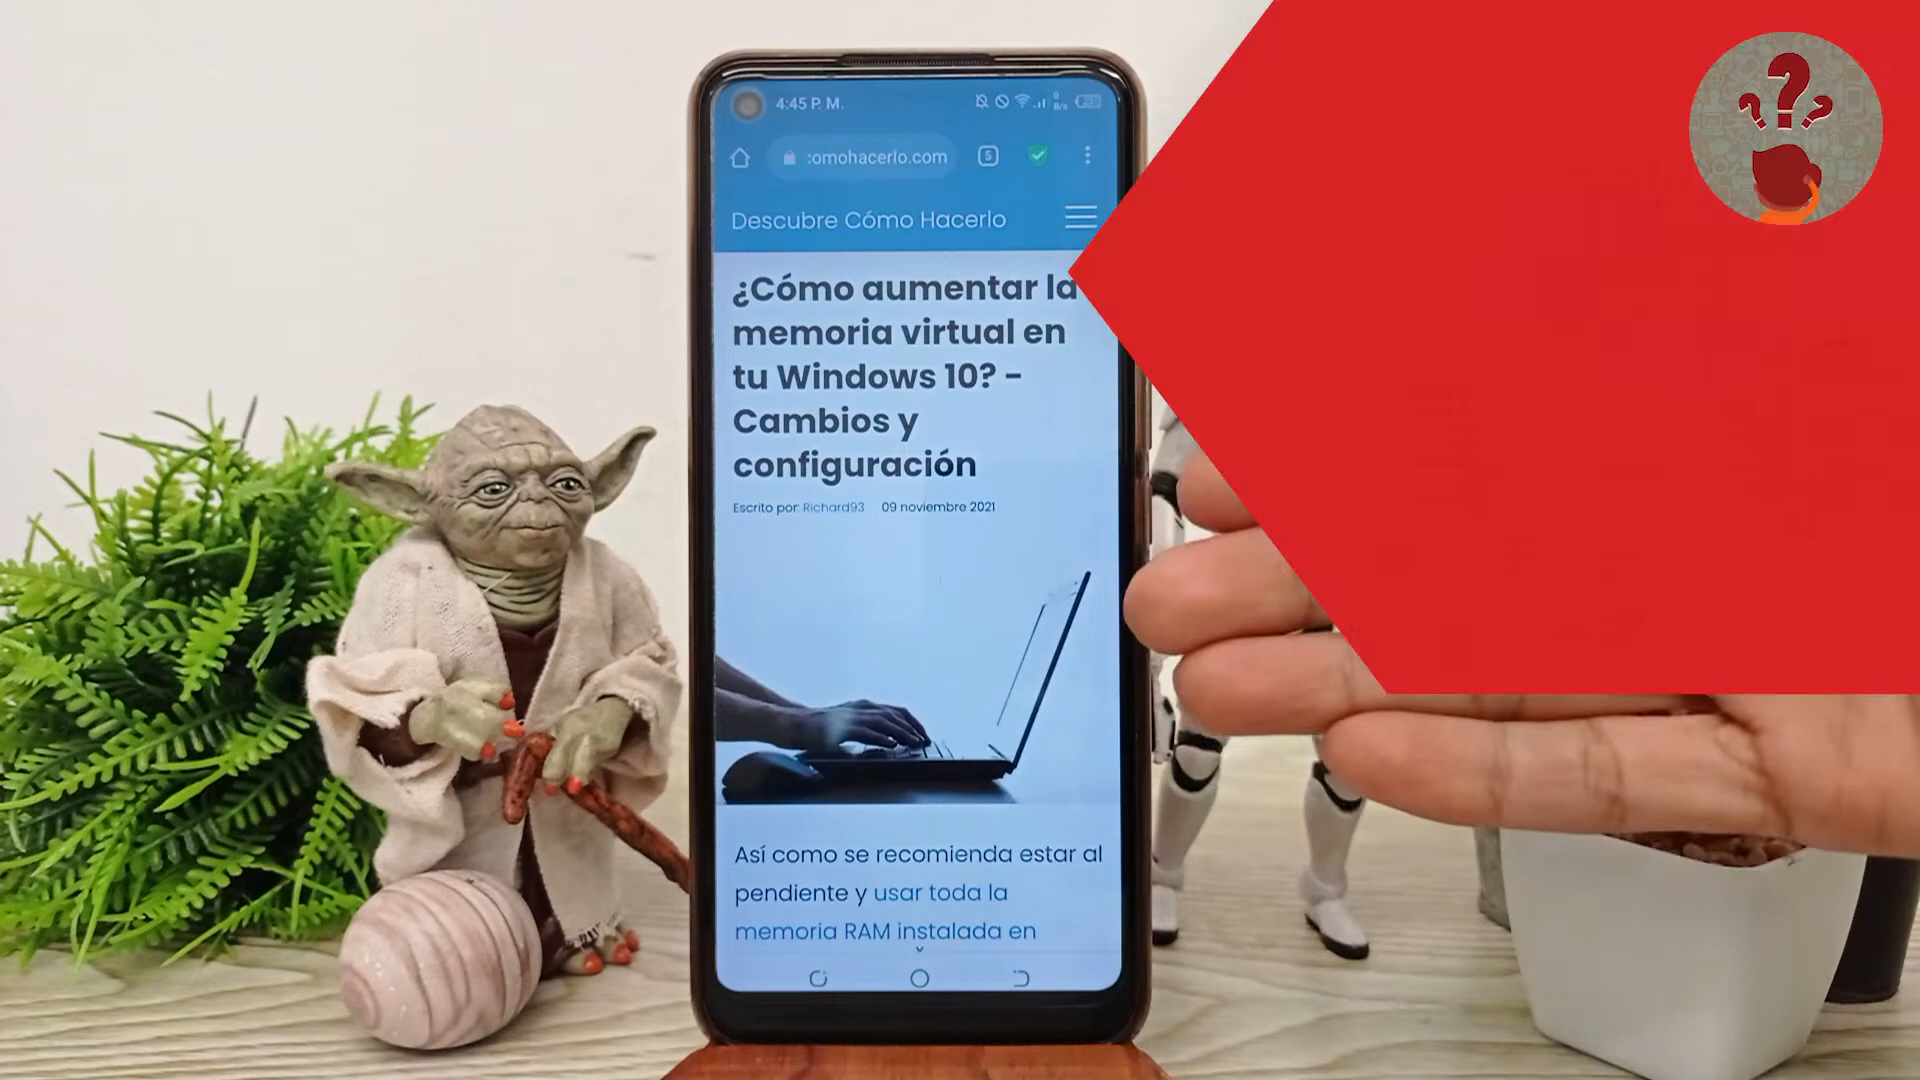 4:45 P. M.
:omohacerlo.com
5
Descubre Cómo Hacerlo
¿Cómo aumentar la
memoria virtual en
tu Windows 10? -
Cambios y
configuración
Escrito por: Richard93 09 noviembre 2021
Así como se recomienda estar al
pendiente y usar toda la
memoria RAM instalada en